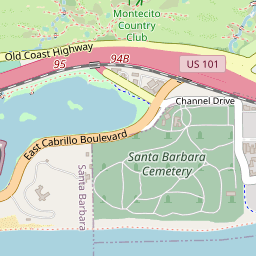 Montecito
Country
Club
Old Coast Highway
94B
95
US 101
Channel Drive
East Cabrillo Boulevard
Santa Barbara
Cemetery
Santa Barbara